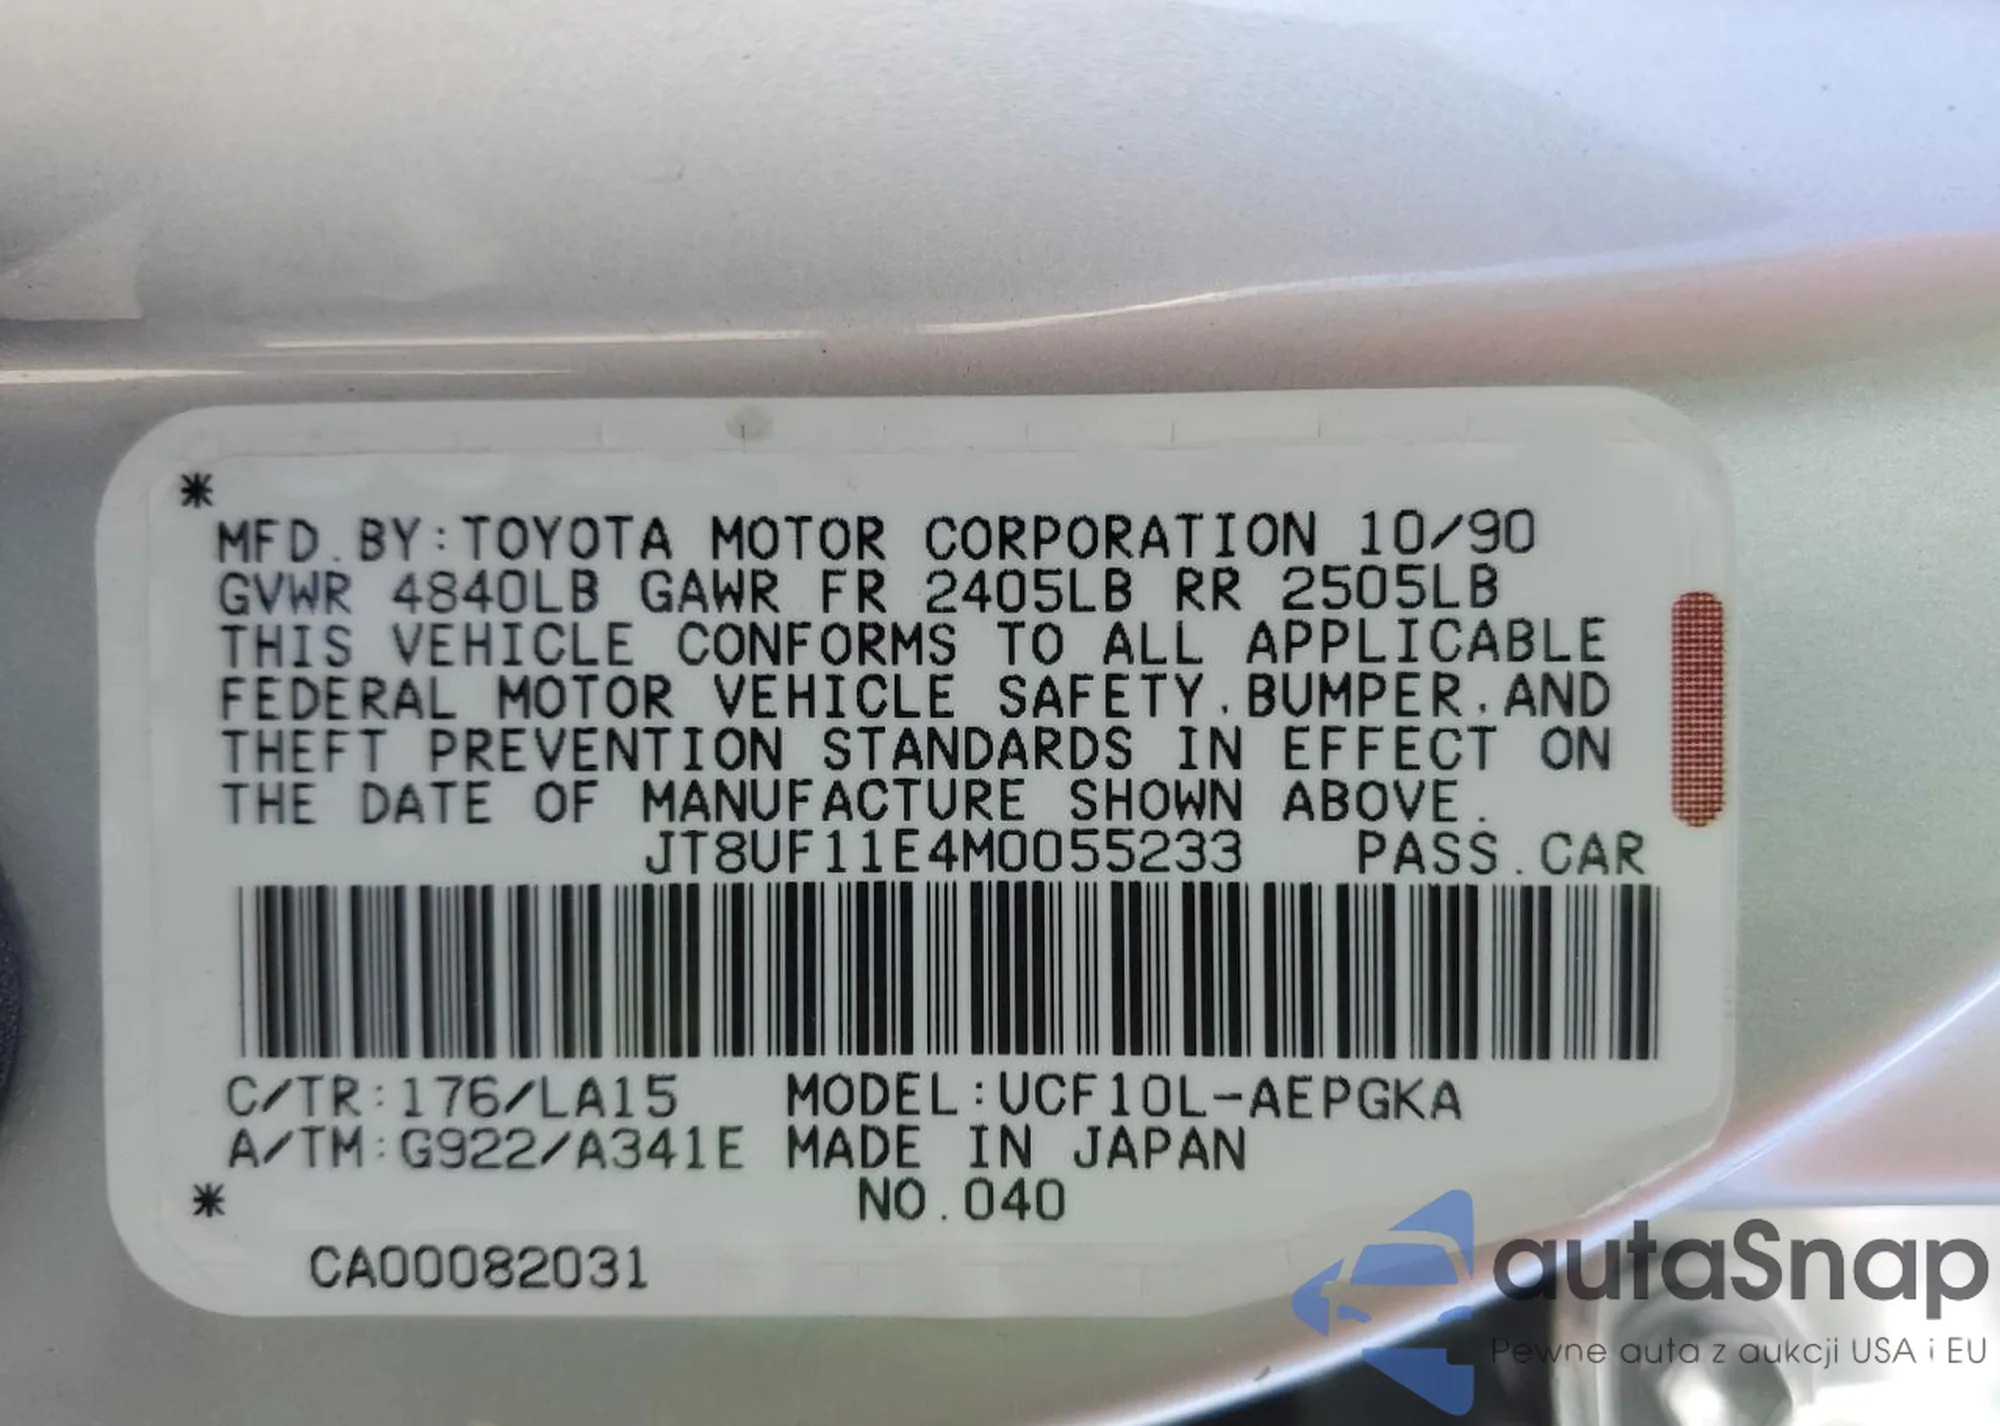 *
MFD.BY:TOYOTA MOTOR CORPORATION 10/90
GVWR 4840LB GAWR FR 2405LB RR 2505LB
THIS VEHICLE CONFORMS TO ALL APPLICABLE
FEDERAL MOTOR VEHICLE SAFETY,BUMPER,AND
THEFT PREVENTION STANDARDS IN EFFECT ON
THE DATE OF MANUFACTURE SHOWN ABOVE.
JT8UF11E4M0055233 PASS.CAR
C/TR:176/LA15 MODEL:UCF10L-AEPGKA
A/TM:G922/A341E MADE IN JAPAN
* NO.040
CA00082031
autaSnap
Pewne auta z aukcji USA i EU